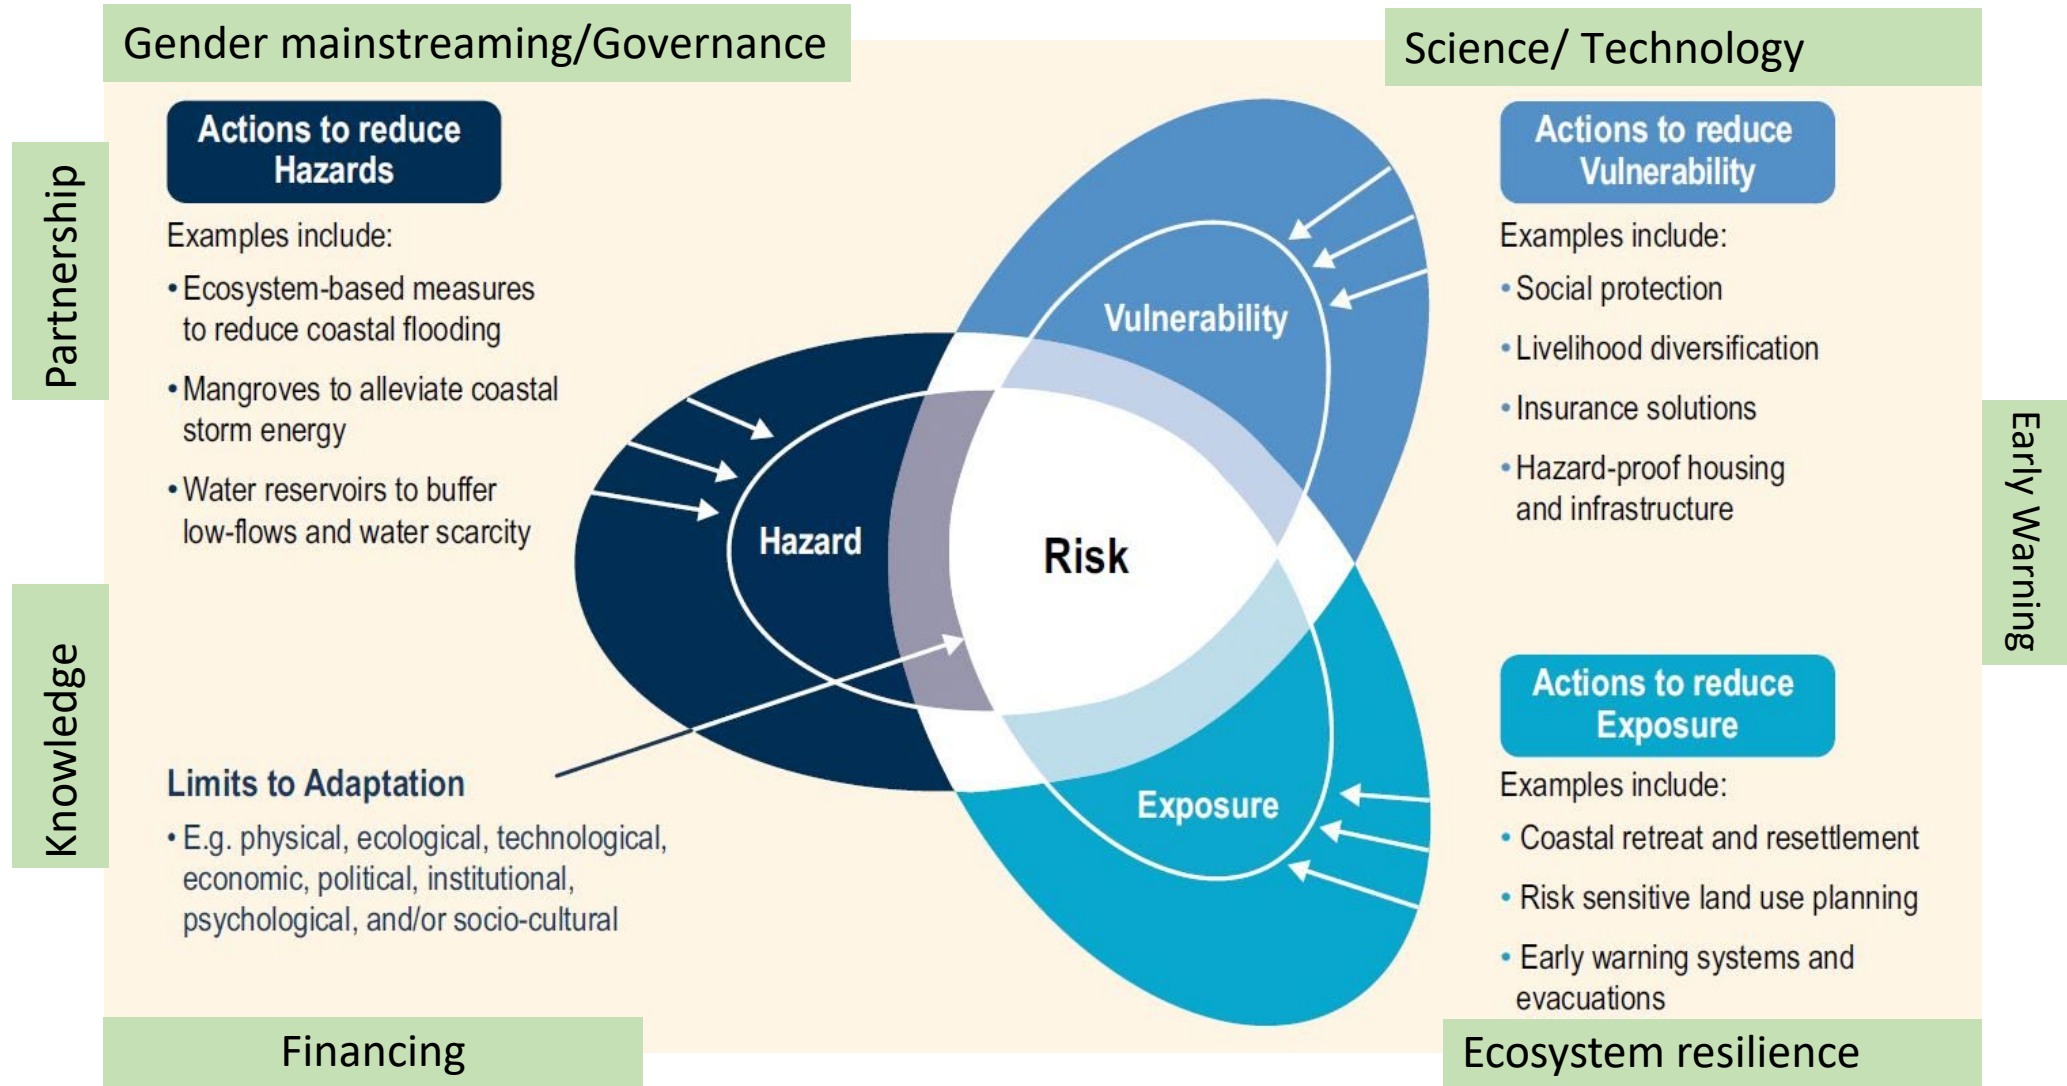 Gender mainstreaming/Governance
Science/ Technology
Partnership
Knowledge
Actions to reduce
Hazards
Examples include:
• Ecosystem-based measures
to reduce coastal flooding
• Mangroves to alleviate coastal
storm energy
• Water reservoirs to buffer
low-flows and water scarcity
Limits to Adaptation
• E.g. physical, ecological, technological,
economic, political, institutional,
psychological, and/or socio-cultural
Vulnerability
Hazard
Risk
Exposure
Actions to reduce
Vulnerability
Examples include:
• Social protection
• Livelihood diversification
• Insurance solutions
• Hazard-proof housing
and infrastructure
Actions to reduce
Exposure
Examples include:
• Coastal retreat and resettlement
• Risk sensitive land use planning
• Early warning systems and
evacuations
Early Warning
Financing
Ecosystem resilience